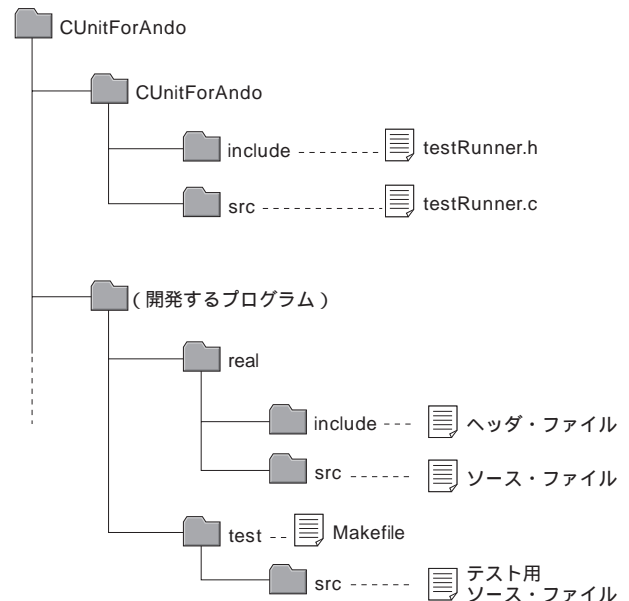 CUnitForAndo
CUnitForAndo
include
testRunner.h
src
testRunner.c
(開発するプログラム)
real
include
ヘッダ・ファイル
src
ソース・ファイル
test
Makefile
src
テスト用
ソース・ファイル